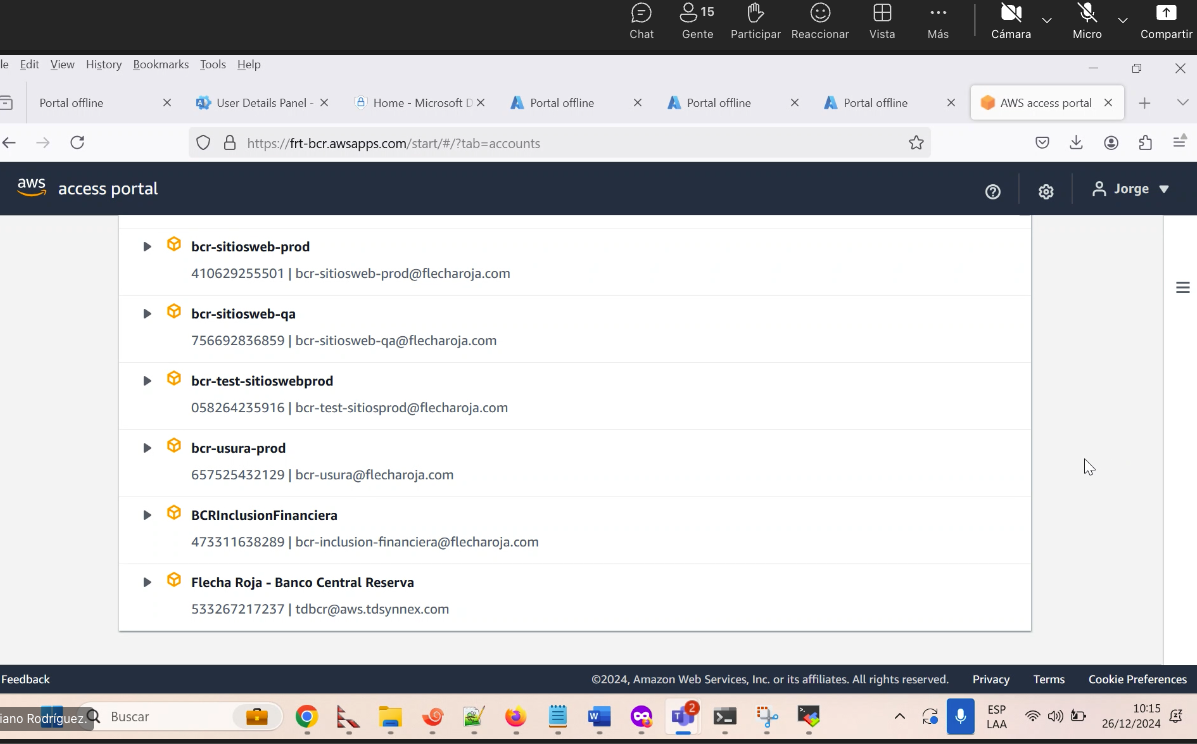 15
Chat
Gente
Participar
Reaccionar
Vista
Más
Cámara
Micro
Compartir
le Edit View History Bookmarks Tools Help
Portal offline
User Details Panel -
Home - Microsoft D
Portal offline
Portal offline
Portal offline
AWS access portal
https://frt-bcr.awsapps.com/start/#/?tab=accounts
aws access portal
Jorge
bcr-sitiosweb-prod
410629255501 | bcr-sitiosweb-prod@flecharoja.com
bcr-sitiosweb-qa
756692836859 | bcr-sitiosweb-qa@flecharoja.com
bcr-test-sitioswebprod
058264235916 | bcr-test-sitiosprod@flecharoja.com
bcr-usura-prod
657525432129 | bcr-usura@flecharoja.com
BCRInclusionFinanciera
473311638289 | bcr-inclusion-financiera@flecharoja.com
Flecha Roja - Banco Central Reserva
533267217237 | tdbcr@aws.tdsynnex.com
Feedback
©2024, Amazon Web Services, Inc. or its affiliates. All rights reserved.
Privacy
Terms
Cookie Preferences
iano Rodríguez.
Buscar
2
ESP
LAA
10:15
26/12/2024